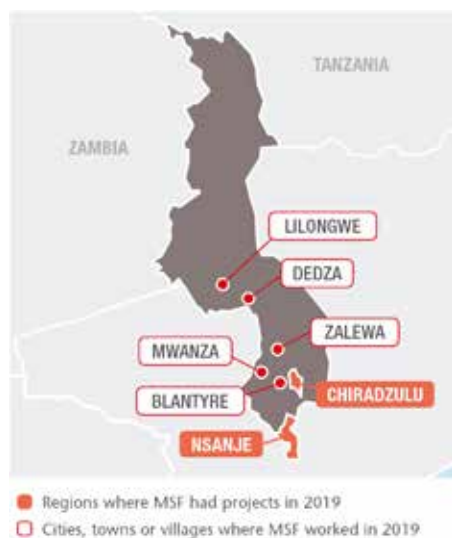 TANZANIA
ZAMBIA
LILONGWE
DEDZA
ZALEWA
MWANZA
BLANTYRE
CHIRADZULU
NSANJE
Regions where MSF had projects in 2019
Cities, towns or villages where MSF worked in 2019